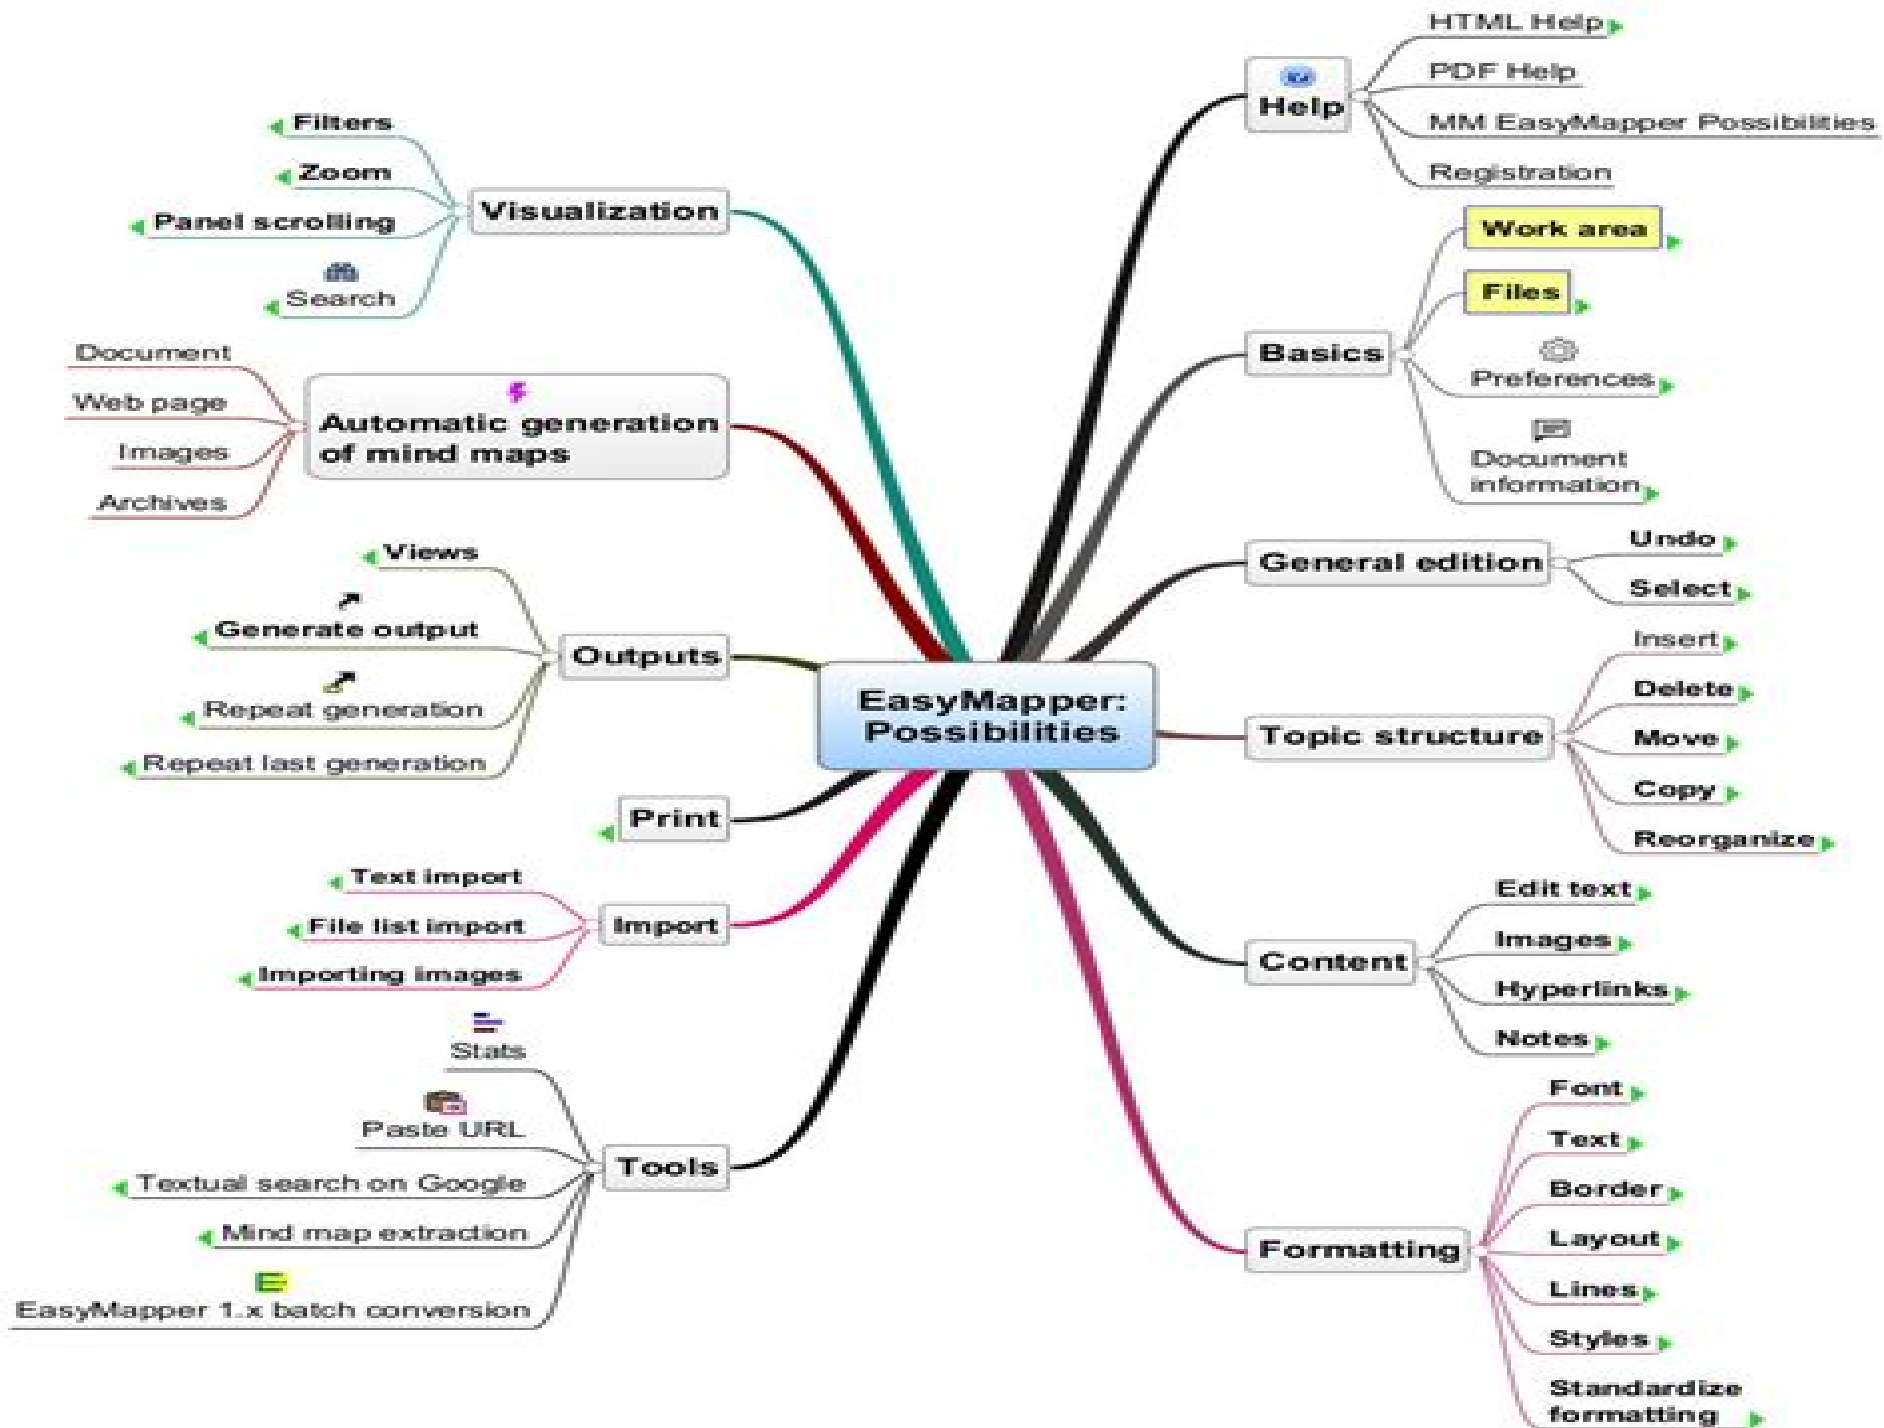 EasyMapper:
Possibilities
Help
HTML Help
PDF Help
MM EasyMapper Possibilities
Registration
Basics
Work area
Files
Preferences
Document
information
General edition
Undo
Select
Topic structure
Insert
Delete
Move
Copy
Reorganize
Content
Edit text
Images
Hyperlinks
Notes
Formatting
Font
Text
Border
Layout
Lines
Styles
Standardize
formatting
Visualization
Filters
Zoom
Panel scrolling
Search
Automatic generation
of mind maps
Document
Web page
Images
Archives
Outputs
Views
Generate output
Repeat generation
Repeat last generation
Print
Import
Text import
File list import
Importing images
Tools
Stats
Paste URL
Textual search on Google
Mind map extraction
EasyMapper 1.x batch conversion